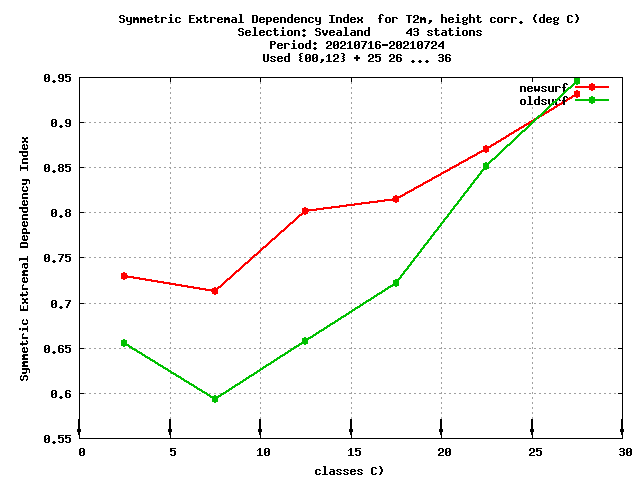 Symmetric Extremal Dependency Index  for T2m, height corr. (deg C)
Selection: Svealand     43 stations
Period: 20210716-20210724
Used {00,12} + 25 26 ... 36
0.95
0.9
0.85
0.8
0.75
0.7
0.65
0.6
0.55
Symmetric Extremal Dependency Index
newsurf
oldsurf
0 5 10 15 20 25 30
classes C)